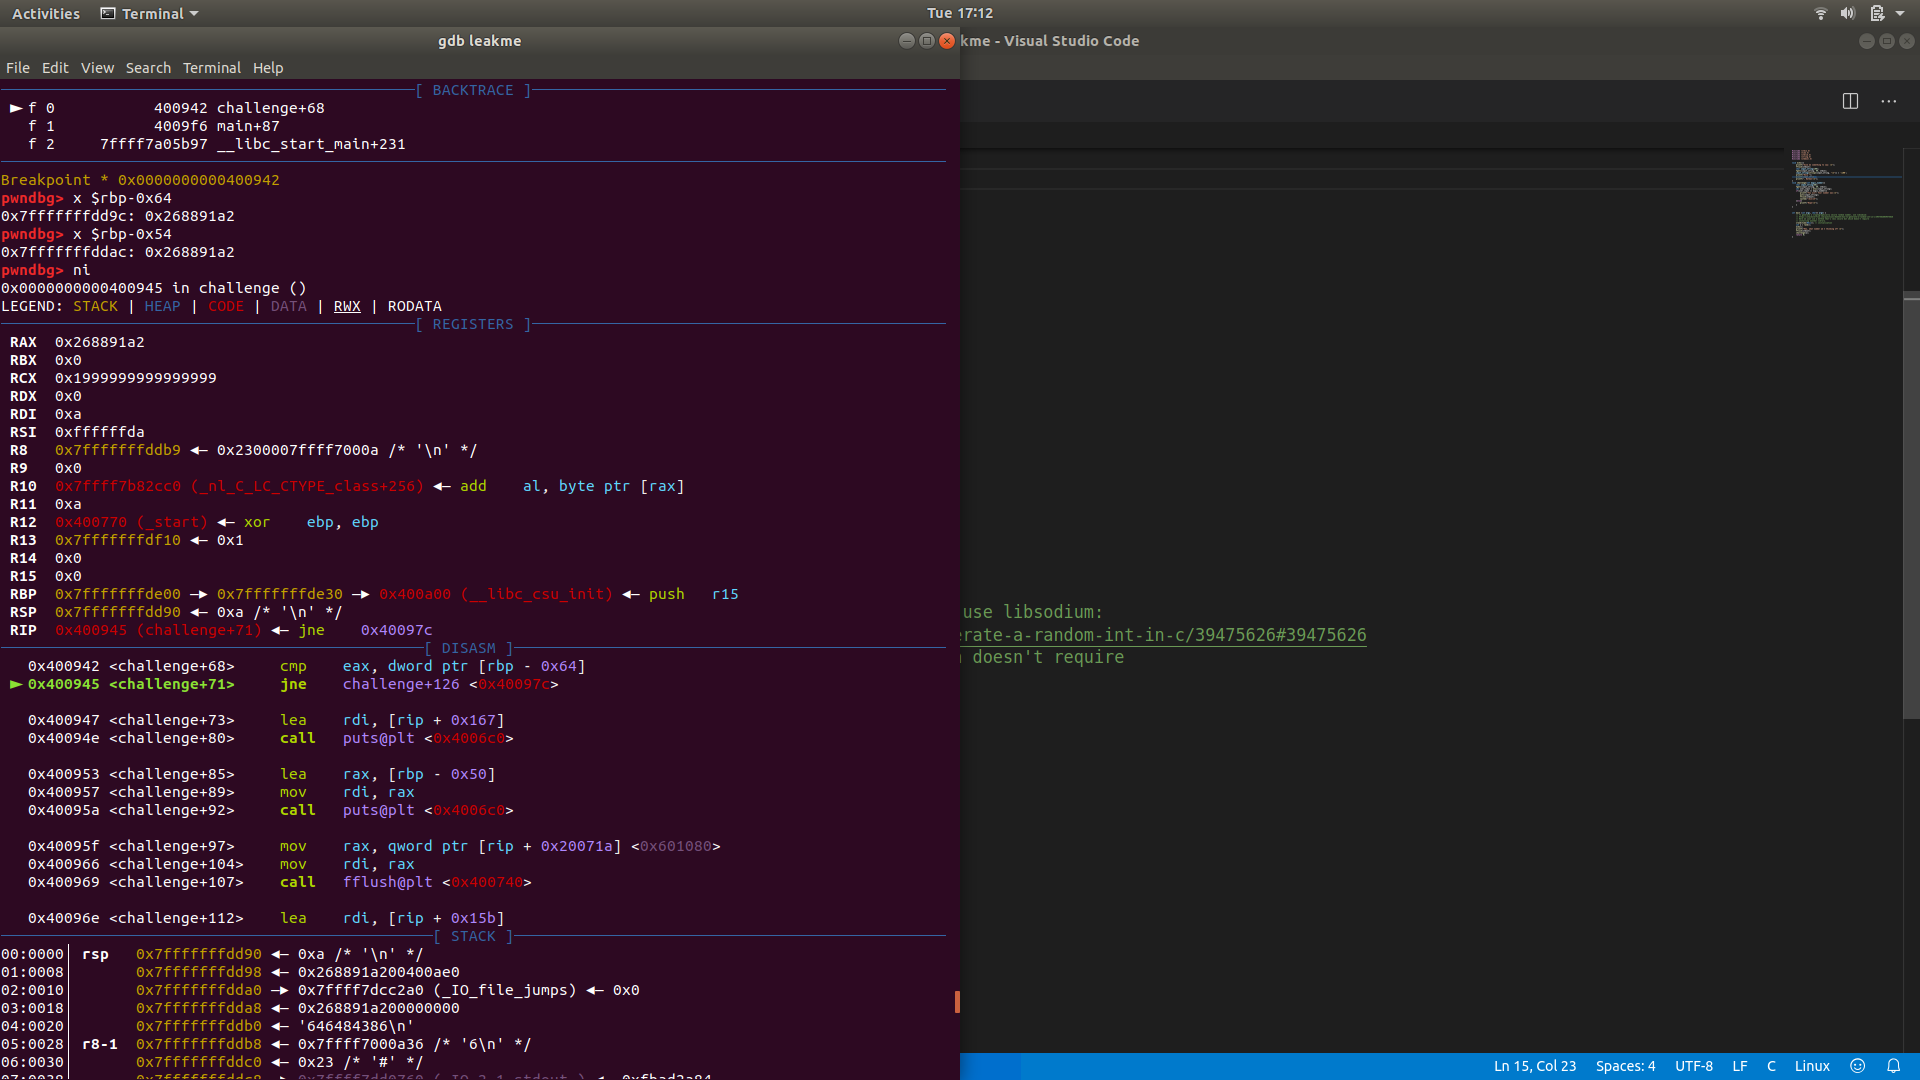 Activities Terminal Tue 17:12
gdb leakme
kme - Visual Studio Code
File Edit View Search Terminal Help
[ BACKTRACE ]
► f 0 400942 challenge+68
f 1 4009f6 main+87
f 2 7ffff7a05b97 __libc_start_main+231
Breakpoint * 0x0000000000400942
pwndbg> x $rbp-0x64
0x7fffffffdd9c: 0x268891a2
pwndbg> x $rbp-0x54
0x7fffffffddac: 0x268891a2
pwndbg> ni
0x0000000000400945 in challenge ()
LEGEND: STACK | HEAP | CODE | DATA | RWX | RODATA
[ REGISTERS ]
RAX 0x268891a2
RBX 0x0
RCX 0x1999999999999999
RDX 0x0
RDI 0xa
RSI 0xffffffda
R8 0x7fffffffddb9 ◄— 0x2300007ffff7000a /* '\n' */
R9 0x0
R10 0x7ffff7b82cc0 (_nl_C_LC_CTYPE_class+256) ◄— add al, byte ptr [rax]
R11 0xa
R12 0x400770 (_start) ◄— xor ebp, ebp
R13 0x7fffffffdf10 ◄— 0x1
R14 0x0
R15 0x0
RBP 0x7fffffffde00 —► 0x7fffffffde30 —► 0x400a00 (__libc_csu_init) ◄— push r15
RSP 0x7fffffffdd90 ◄— 0xa /* '\n' */
RIP 0x400945 (challenge+71) ◄— jne 0x40097c
[ DISASM ]
0x400942 <challenge+68> cmp eax, dword ptr [rbp - 0x64]
► 0x400945 <challenge+71> jne challenge+126 <0x40097c>
0x400947 <challenge+73> lea rdi, [rip + 0x167]
0x40094e <challenge+80> call puts@plt <0x4006c0>
0x400953 <challenge+85> lea rax, [rbp - 0x50]
0x400957 <challenge+89> mov rdi, rax
0x40095a <challenge+92> call puts@plt <0x4006c0>
0x40095f <challenge+97> mov rax, qword ptr [rip + 0x20071a] <0x601080>
0x400966 <challenge+104> mov rdi, rax
0x400969 <challenge+107> call fflush@plt <0x400740>
0x40096e <challenge+112> lea rdi, [rip + 0x15b]
[ STACK ]
00:0000│ rsp 0x7fffffffdd90 ◄— 0xa /* '\n' */
01:0008│ 0x7fffffffdd98 ◄— 0x268891a200400ae0
02:0010│ 0x7fffffffdda0 —► 0x7ffff7dcc2a0 (_IO_file_jumps) ◄— 0x0
03:0018│ 0x7fffffffdda8 ◄— 0x268891a200000000
04:0020│ 0x7fffffffddb0 ◄— '646484386\n'
05:0028│ r8-1 0x7fffffffddb8 ◄— 0x7ffff7000a36 /* '6\n' */
06:0030│ 0x7fffffffddc0 ◄— 0x23 /* '#' */
use libsodium:
erate-a-random-int-in-c/39475626#39475626
doesn't require
Ln 15, Col 23 Spaces: 4 UTF-8 LF C Linux